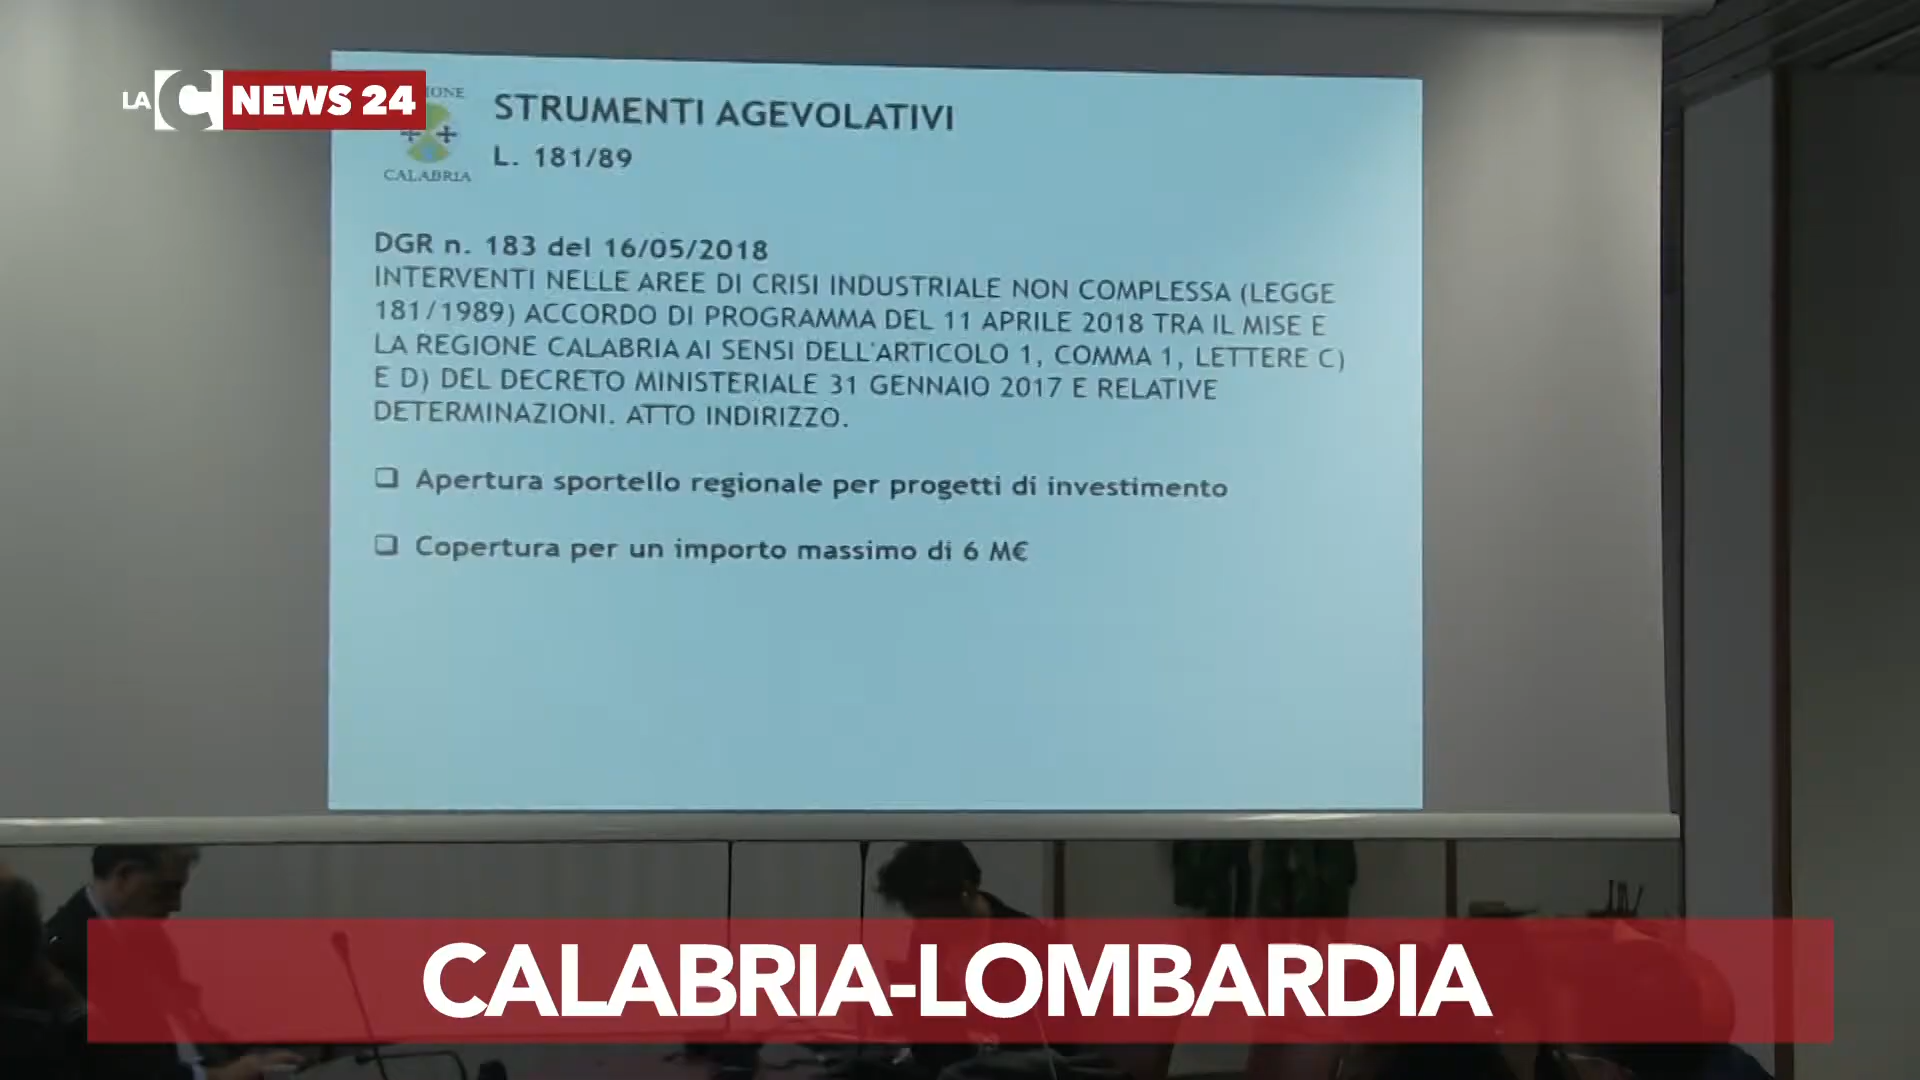 LAC NEWS 24
STRUMENTI AGEVOLATIVI
L. 181/89
CALABRIA
DGR n. 183 del 16/05/2018
INTERVENTI NELLE AREE DI CRISI INDUSTRIALE NON COMPLESSA (LEGGE
181/1989) ACCORDO DI PROGRAMMA DEL 11 APRILE 2018 TRA IL MISE E
LA REGIONE CALABRIA AI SENSI DELL'ARTICOLO 1, COMMA 1, LETTERE C)
E D) DEL DECRETO MINISTERIALE 31 GENNAIO 2017 E RELATIVE
DETERMINAZIONI. ATTO INDIRIZZO.
❑ Apertura sportello regionale per progetti di investimento
❑ Copertura per un importo massimo di 6 M€
CALABRIA-LOMBARDIA